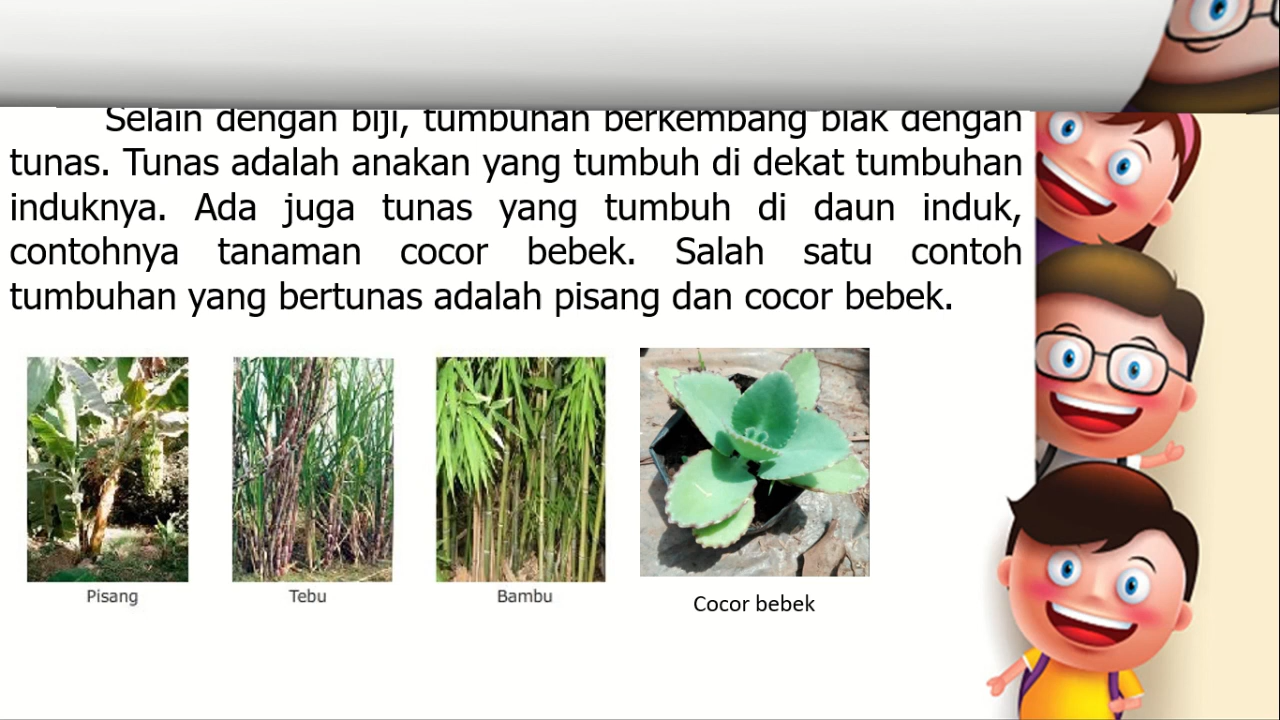 Selain dengan biji, tumbuhan berkembang biak dengan
tunas. Tunas adalah anakan yang tumbuh di dekat tumbuhan
induknya. Ada juga tunas yang tumbuh di daun induk,
contohnya tanaman cocor bebek. Salah satu contoh
tumbuhan yang bertunas adalah pisang dan cocor bebek.
Pisang
Tebu
Bambu
Cocor bebek